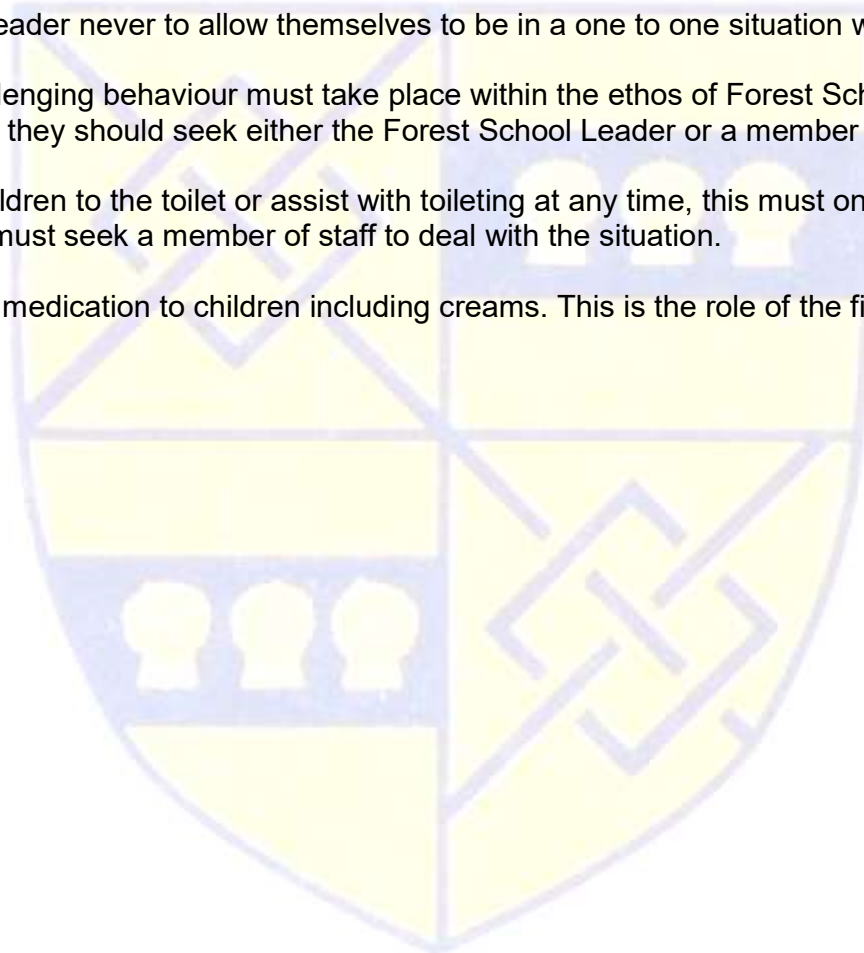 eader never to allow themselves to be in a one to one situation w
lenging behaviour must take place within the ethos of Forest Sch
they should seek either the Forest School Leader or a member
ldren to the toilet or assist with toileting at any time, this must on
must seek a member of staff to deal with the situation.
medication to children including creams. This is the role of the fi